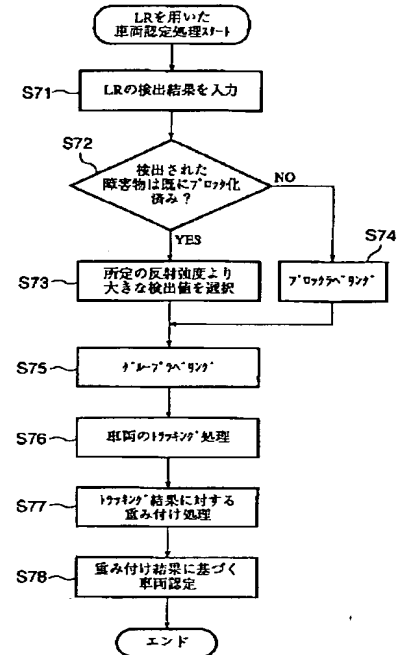 LRを用いた
車両認定処理スタート
S71
LRの検出結果を入力
S72
検出された
障害物は既にブロック化
済み？
NO
YES
S74
S73
所定の反射強度より
大きな検出値を選択
ブロックラベリング
S75
グループラベリング
S76
車両のトラッキング処理
S77
トラッキング結果に対する
重み付け処理
S78
重み付け結果に基づく
車両認定
エンド